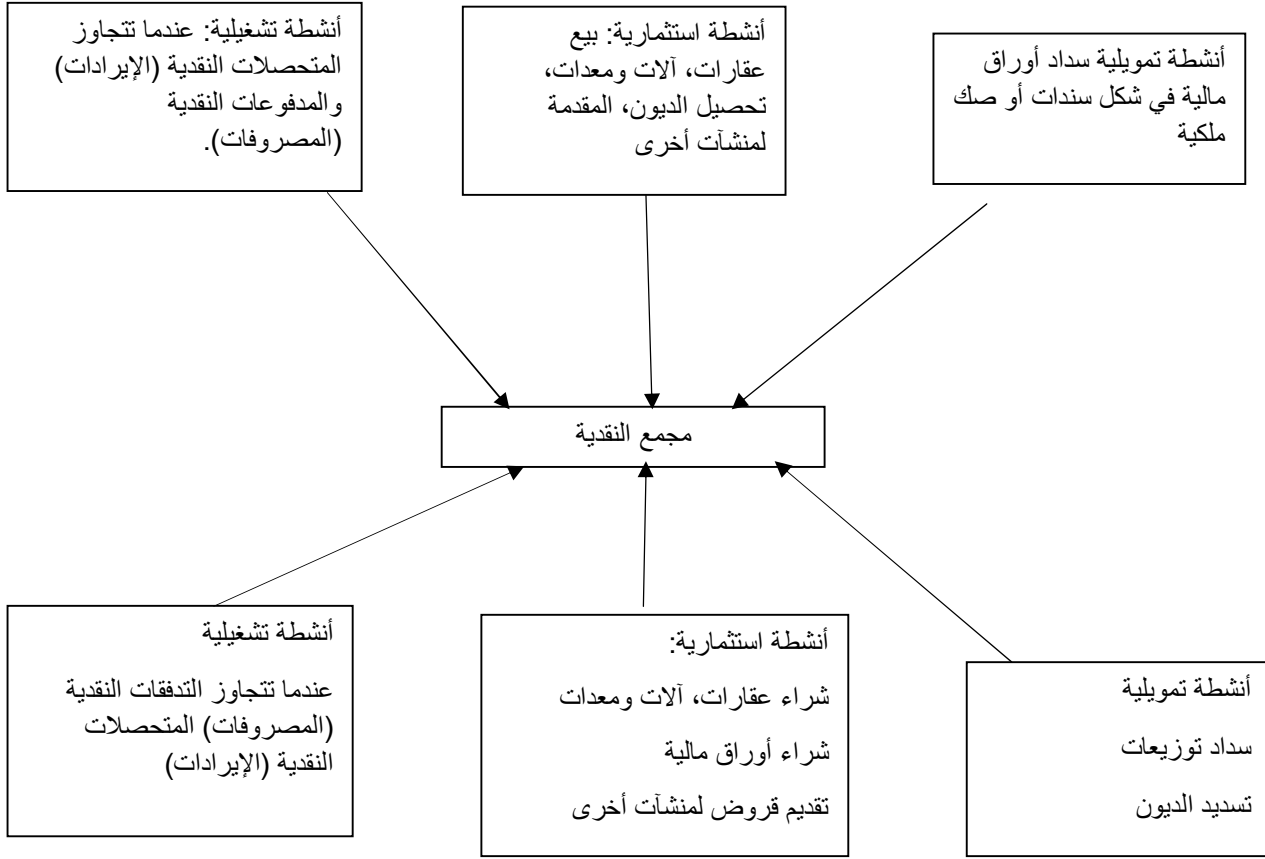 أنشطة تمويلية سداد أوراق
مالية في شكل سندات أو صك
ملكية
أنشطة استثمارية: بيع
عقارات، آلات ومعدات،
تحصيل الديون، المقدمة
لمنشآت أخرى
أنشطة تشغيلية: عندما تتجاوز
المتحصلات النقدية (الإيرادات)
والمدفوعات النقدية
(المصروفات).
مجمع النقدية
أنشطة تمويلية
سداد توزيعات
تسديد الديون
أنشطة استثمارية:
شراء عقارات، آلات ومعدات
شراء أوراق مالية
تقديم قروض لمنشآت أخرى
أنشطة تشغيلية
عندما تتجاوز التدفقات النقدية
(المصروفات) المتحصلات
النقدية (الإيرادات)